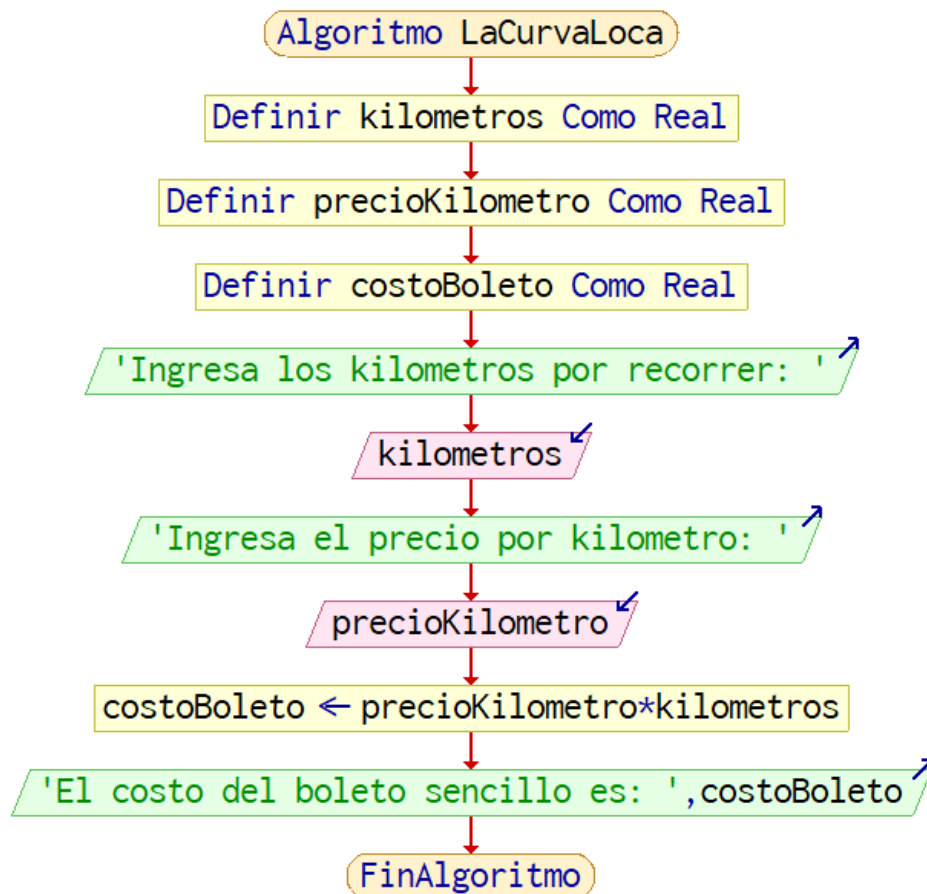 Algoritmo LaCurvaLoca
Definir kilometros Como Real
Definir precioKilometro Como Real
Definir costoBoleto Como Real
'Ingresa los kilometros por recorrer: '
kilometros
'Ingresa el precio por kilometro: '
precioKilometro
costoBoleto ← precioKilometro*kilometros
'El costo del boleto sencillo es: ',costoBoleto
FinAlgoritmo